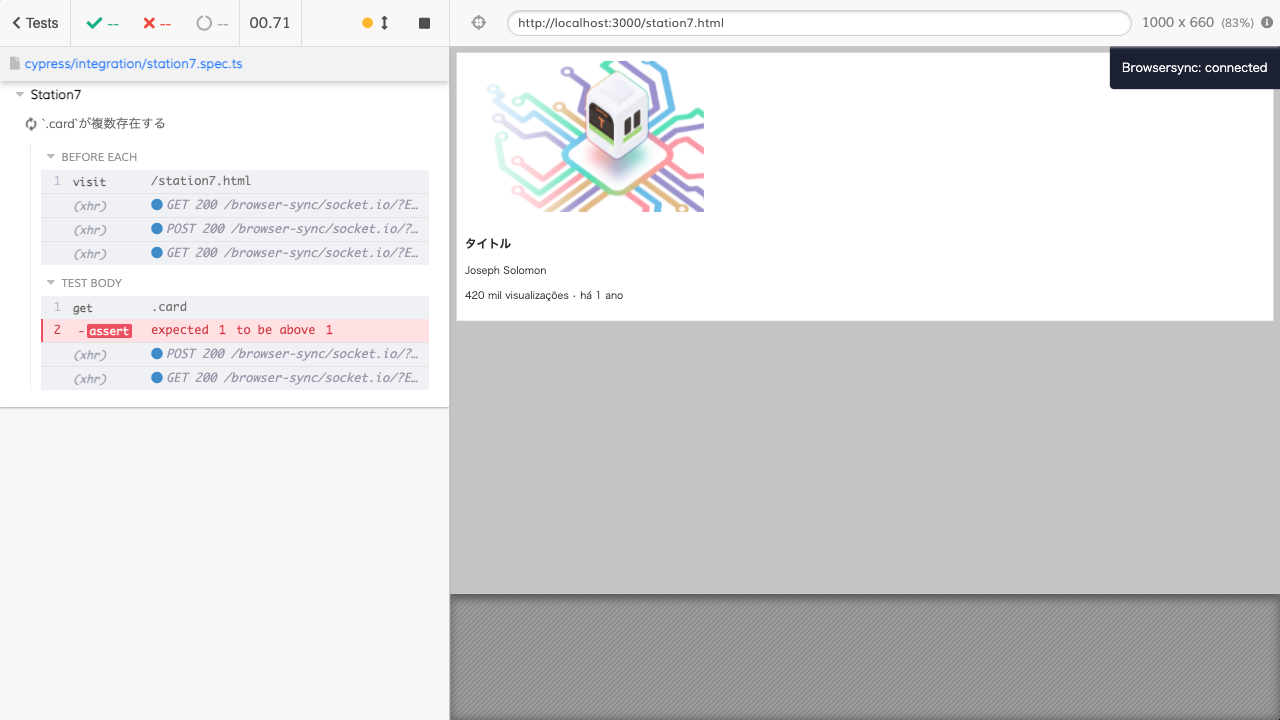 Tests -- -- -- 00.71
http://localhost:3000/station7.html 1000 x 660 (83%)
Browsersync: connected
cypress/integration/station7.spec.ts
Station7
`.card`が複数存在する
BEFORE EACH
1 visit /station7.html
(xhr) GET 200 /browser-sync/socket.io/?E…
(xhr) POST 200 /browser-sync/socket.io/?…
(xhr) GET 200 /browser-sync/socket.io/?E…
TEST BODY
1 get .card
2 -assert expected 1 to be above 1
(xhr) POST 200 /browser-sync/socket.io/?…
(xhr) GET 200 /browser-sync/socket.io/?E…
T
タイトル
Joseph Solomon
420 mil visualizações · há 1 ano